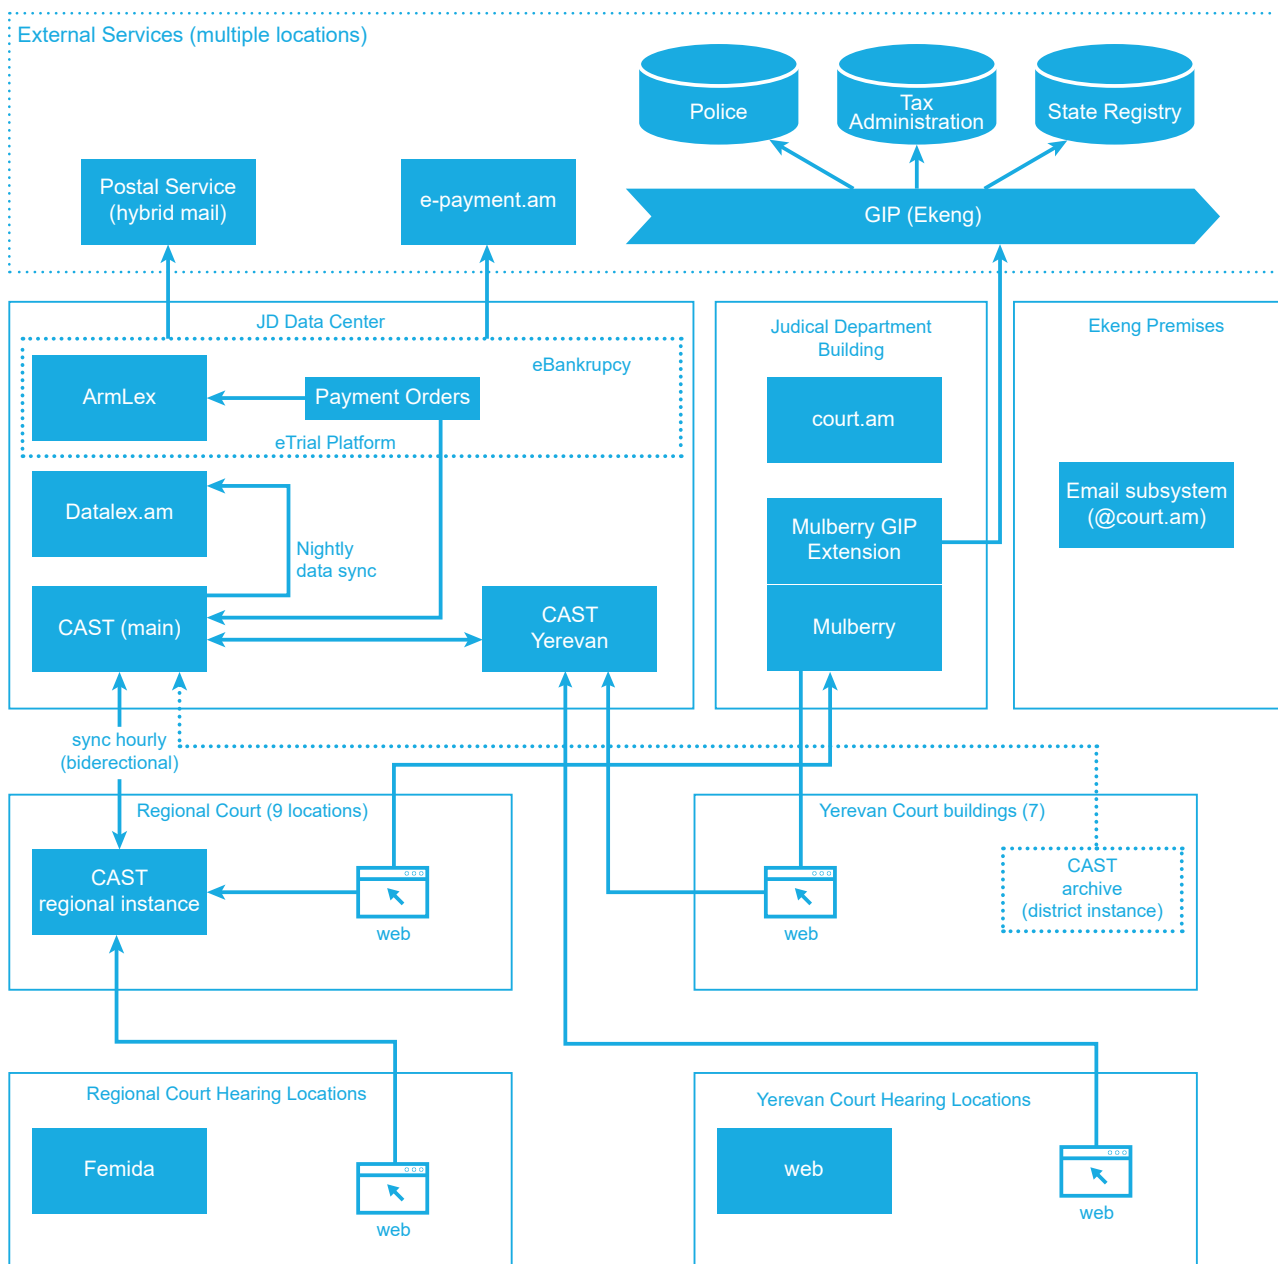 External Services (multiple locations)
Police
Tax
Administration
State Registry
Postal Service
(hybrid mail)
e-payment.am
GIP (Ekeng)
JD Data Center
eBankrupcy
ArmLex
Payment Orders
eTrial Platform
Datalex.am
Nightly
data sync
CAST (main)
CAST
Yerevan
Judical Department
Building
court.am
Mulberry GIP
Extension
Mulberry
Ekeng Premises
Email subsystem
(@court.am)
sync hourly
(biderectional)
Regional Court (9 locations)
CAST
regional instance
web
Yerevan Court buildings (7)
web
CAST
archive
(district instance)
Regional Court Hearing Locations
Femida
web
Yerevan Court Hearing Locations
web
web